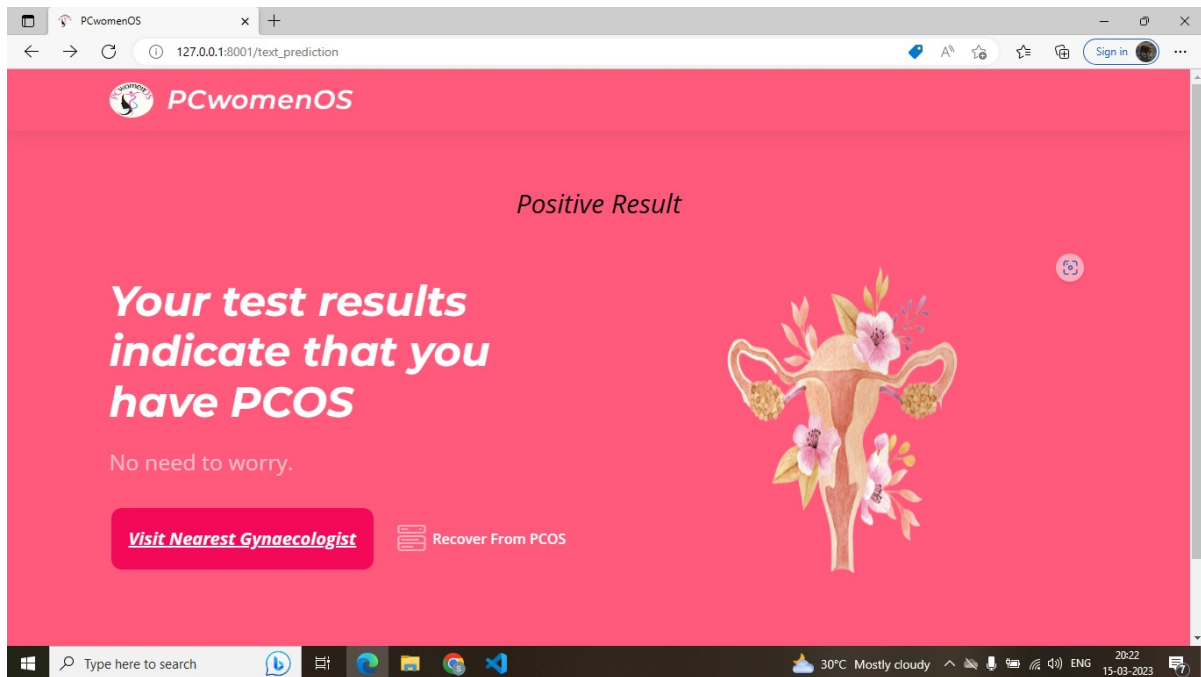 PCwomenOS
127.0.0.1:8001/text_prediction
Sign in
PCwomenOS
Positive Result
Your test results
indicate that you
have PCOS
No need to worry.
Visit Nearest Gynaecologist
Recover From PCOS
Type here to search
30°C Mostly cloudy
ENG
20:22
15-03-2023
7